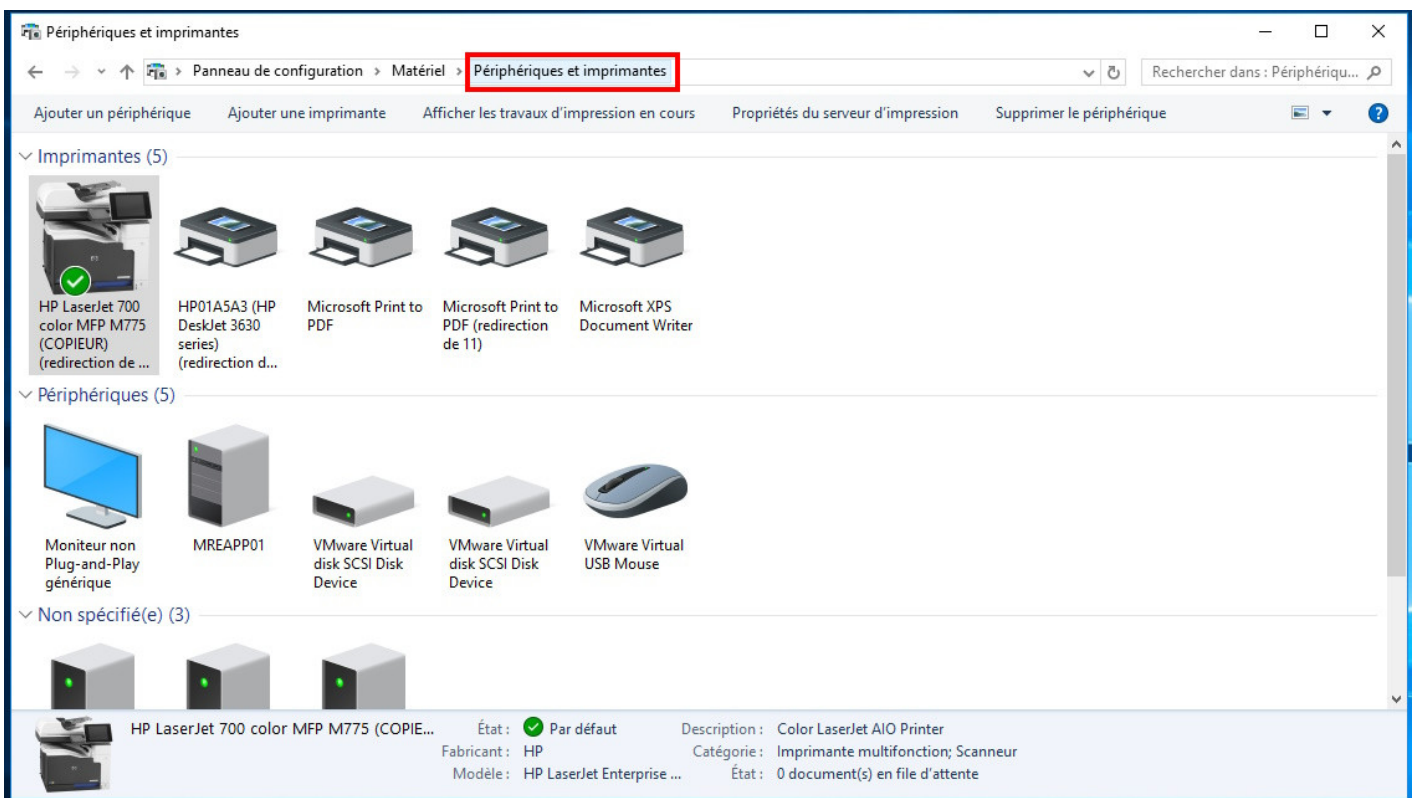 Périphériques et imprimantes
Panneau de configuration > Matériel > Périphériques et imprimantes
Rechercher dans : Périphériqu...
Ajouter un périphérique
Ajouter une imprimante
Afficher les travaux d'impression en cours
Propriétés du serveur d'impression
Supprimer le périphérique
Imprimantes (5)
HP LaserJet 700
color MFP M775
(COPIEUR)
(redirection de ...
HP01A5A3 (HP
DeskJet 3630
series)
(redirection d...
Microsoft Print to
PDF
Microsoft Print to
PDF (redirection
de 11)
Microsoft XPS
Document Writer
Périphériques (5)
Moniteur non
Plug-and-Play
générique
MREAPP01
VMware Virtual
disk SCSI Disk
Device
VMware Virtual
disk SCSI Disk
Device
VMware Virtual
USB Mouse
Non spécifié(e) (3)
HP LaserJet 700 color MFP M775 (COPIE...
État : Par défaut
Fabricant : HP
Modèle : HP LaserJet Enterprise ...
Description : Color LaserJet AIO Printer
Catégorie : Imprimante multifonction; Scanneur
État : 0 document(s) en file d'attente